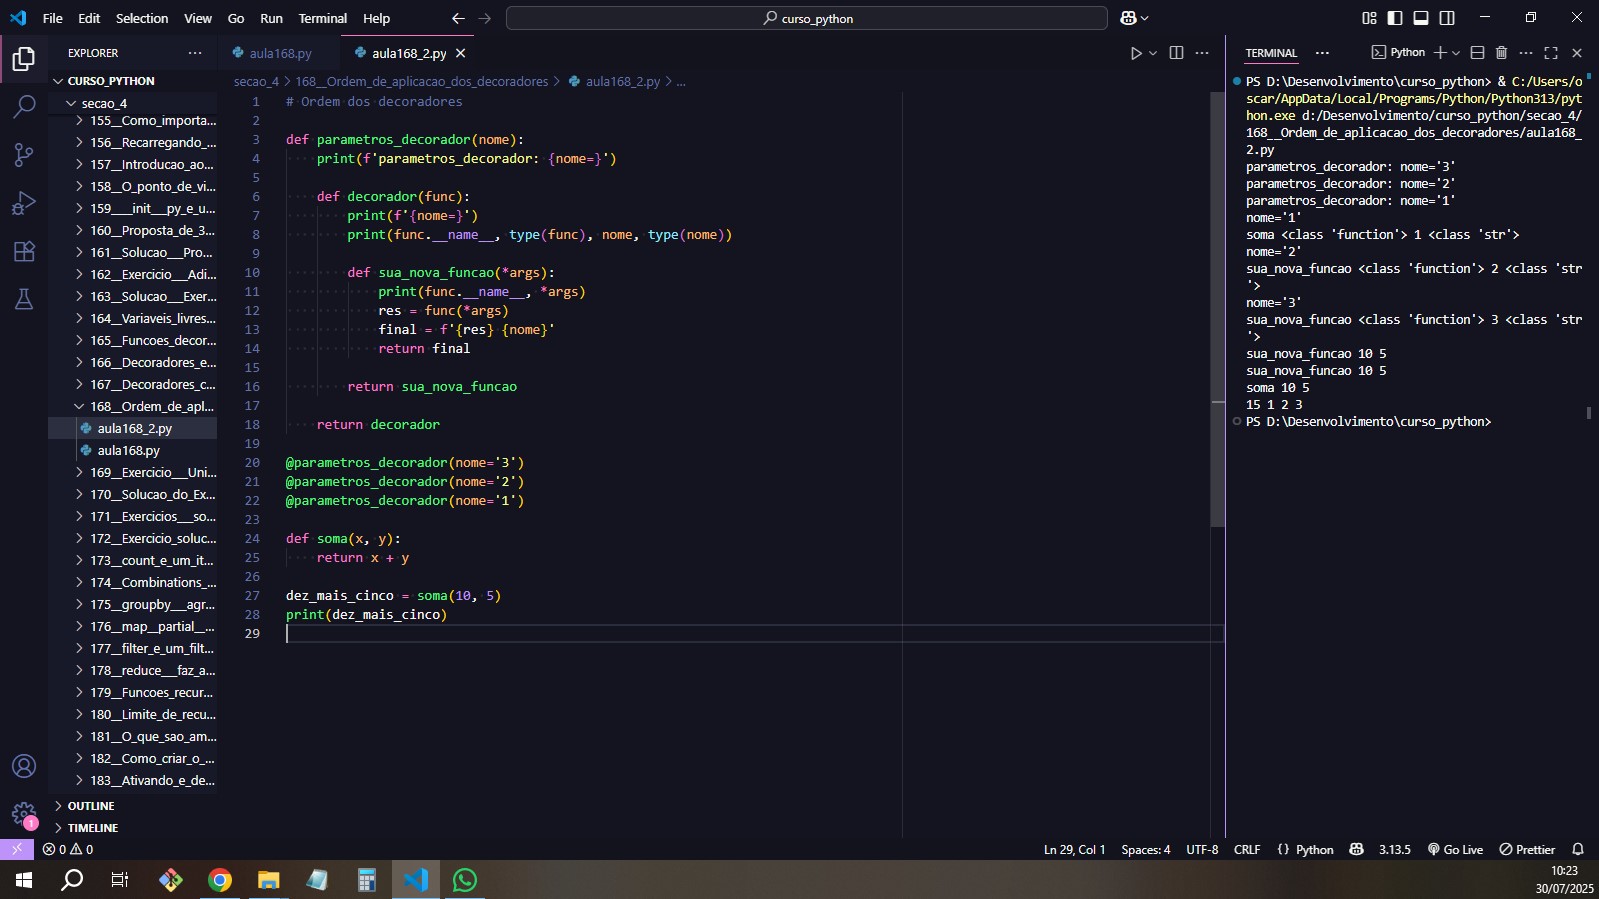 File Edit Selection View Go Run Terminal Help
curso_python
EXPLORER
CURSO_PYTHON
secao_4
155__Como_importa...
156__Recarregando_...
157__Introducao_ao...
158__O_ponto_de_vi...
159___init__py_e_u...
160__Proposta_de_3...
161__Solucao__Pro...
162__Exercicio__Adi...
163__Solucao__Exer...
164__Variaveis_livres...
165__Funcoes_decor...
166__Decoradores_e...
167__Decoradores_c...
168__Ordem_de_apl...
aula168_2.py
aula168.py
169__Exercicio__Uni...
170__Solucao_do_Ex...
171__Exercicios__so...
172__Exercicio_soluc...
173__count_e_um_it...
174__Combinations_...
175__groupby__agr...
176__map__partial_...
177__filter_e_um_filt...
178__reduce__faz_a...
179__Funcoes_recur...
180__Limite_de_recu...
181__O_que_sao_am...
182__Como_criar_o_...
183__Ativando_e_de...
OUTLINE
TIMELINE
aula168.py
aula168_2.py
secao_4 > 168__Ordem_de_aplicacao_dos_decoradores > aula168_2.py > ...
1 # Ordem dos decoradores
2
3 def parametros_decorador(nome):
4 print(f'parametros_decorador: {nome=}')
5
6 def decorador(func):
7 print(f'{nome=}')
8 print(func.__name__, type(func), nome, type(nome))
9
10 def sua_nova_funcao(*args):
11 print(func.__name__, *args)
12 res = func(*args)
13 final = f'{res} {nome}'
14 return final
15
16 return sua_nova_funcao
17
18 return decorador
19
20 @parametros_decorador(nome='3')
21 @parametros_decorador(nome='2')
22 @parametros_decorador(nome='1')
23
24 def soma(x, y):
25 return x + y
26
27 dez_mais_cinco = soma(10, 5)
28 print(dez_mais_cinco)
29
TERMINAL
Python
PS D:\Desenvolvimento\curso_python> & C:/Users/o
scar/AppData/Local/Programs/Python/Python313/pyt
hon.exe d:/Desenvolvimento/curso_python/secao_4/
168__Ordem_de_aplicacao_dos_decoradores/aula168_
2.py
parametros_decorador: nome='3'
parametros_decorador: nome='2'
parametros_decorador: nome='1'
nome='1'
soma <class 'function'> 1 <class 'str'>
nome='2'
sua_nova_funcao <class 'function'> 2 <class 'str
'>
nome='3'
sua_nova_funcao <class 'function'> 3 <class 'str
'>
sua_nova_funcao 10 5
sua_nova_funcao 10 5
soma 10 5
15 1 2 3
PS D:\Desenvolvimento\curso_python>
1
0 0
Ln 29, Col 1 Spaces: 4 UTF-8 CRLF {} Python 3.13.5 Go Live Prettier
10:23
30/07/2025